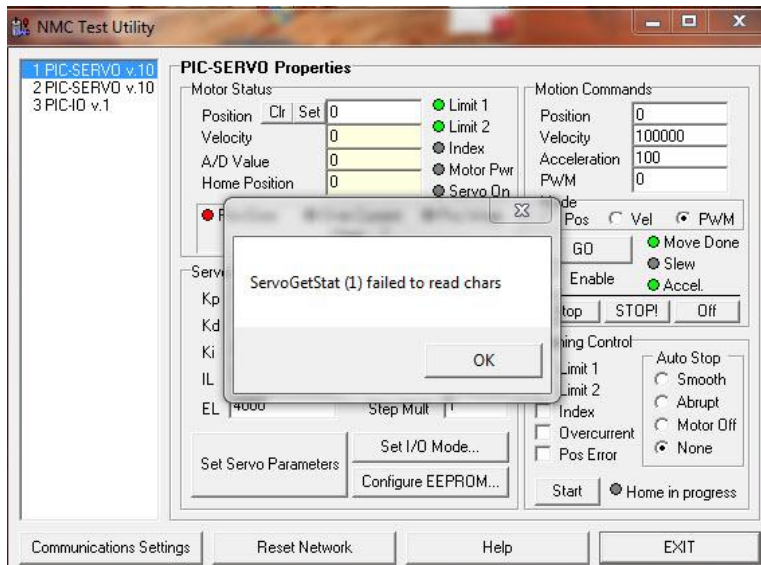 NMC Test Utility
1 PIC-SERVO v.10
2 PIC-SERVO v.10
3 PIC-IO v.1
PIC-SERVO Properties
Motor Status
Position Clr Set 0
Velocity 0
A/D Value 0
Home Position 0
Limit 1
Limit 2
Index
Motor Pwr
Servo On
ServoGetStat (1) failed to read chars
OK
Kp
Kd
Ki
IL
EL 4000 Step Mult 1
Set Servo Parameters
Set I/O Mode...
Configure EEPROM...
Motion Commands
Position 0
Velocity 100000
Acceleration 100
PWM 0
Pos Vel PWM
GO
Enable
Move Done
Slew
Accel.
STOP! Off
Control
Limit 1
Limit 2
Index
Overcurrent
Pos Error
Auto Stop
Smooth
Abrupt
Motor Off
None
Start Home in progress
Communications Settings
Reset Network
Help
EXIT